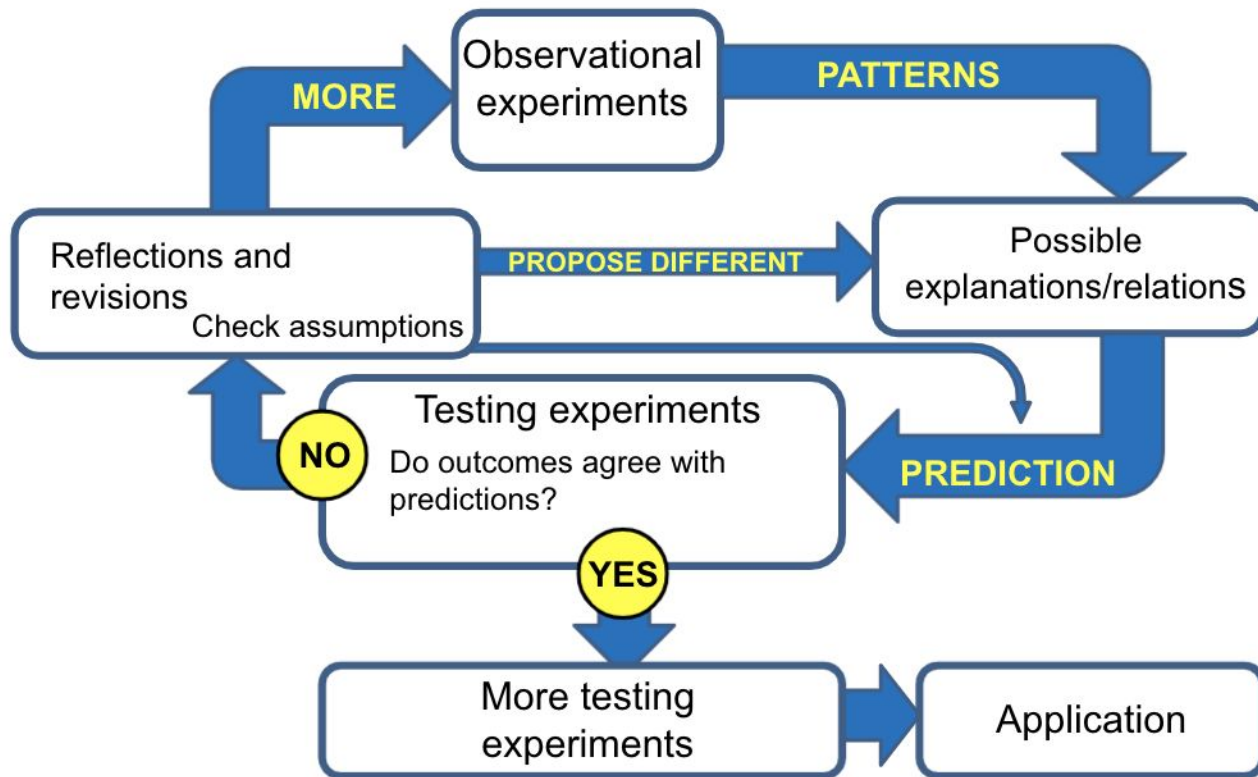 Observational
experiments
MORE
PATTERNS
Reflections and
revisions
Check assumptions
PROPOSE DIFFERENT
Possible
explanations/relations
Testing experiments
Do outcomes agree with
predictions?
NO
PREDICTION
YES
More testing
experiments
Application